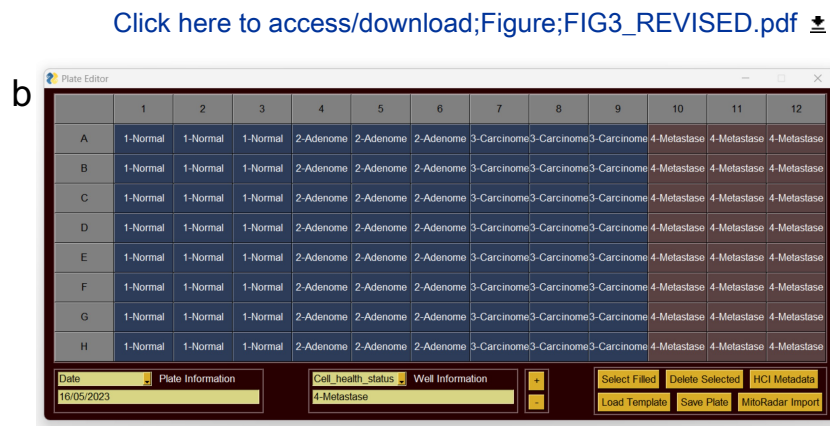 Click here to access/download;Figure;FIG3_REVISED.pdf
b
Plate Editor
1 2 3 4 5 6 7 8 9 10 11 12
A 1-Normal 1-Normal 1-Normal 2-Adenome 2-Adenome 2-Adenome 3-Carcinome 3-Carcinome 3-Carcinome 4-Metastase 4-Metastase 4-Metastase
B 1-Normal 1-Normal 1-Normal 2-Adenome 2-Adenome 2-Adenome 3-Carcinome 3-Carcinome 3-Carcinome 4-Metastase 4-Metastase 4-Metastase
C 1-Normal 1-Normal 1-Normal 2-Adenome 2-Adenome 2-Adenome 3-Carcinome 3-Carcinome 3-Carcinome 4-Metastase 4-Metastase 4-Metastase
D 1-Normal 1-Normal 1-Normal 2-Adenome 2-Adenome 2-Adenome 3-Carcinome 3-Carcinome 3-Carcinome 4-Metastase 4-Metastase 4-Metastase
E 1-Normal 1-Normal 1-Normal 2-Adenome 2-Adenome 2-Adenome 3-Carcinome 3-Carcinome 3-Carcinome 4-Metastase 4-Metastase 4-Metastase
F 1-Normal 1-Normal 1-Normal 2-Adenome 2-Adenome 2-Adenome 3-Carcinome 3-Carcinome 3-Carcinome 4-Metastase 4-Metastase 4-Metastase
G 1-Normal 1-Normal 1-Normal 2-Adenome 2-Adenome 2-Adenome 3-Carcinome 3-Carcinome 3-Carcinome 4-Metastase 4-Metastase 4-Metastase
H 1-Normal 1-Normal 1-Normal 2-Adenome 2-Adenome 2-Adenome 3-Carcinome 3-Carcinome 3-Carcinome 4-Metastase 4-Metastase 4-Metastase
Date Plate Information Cell_health_status Well Information + Select Filled Delete Selected HCI Metadata
16/05/2023 4-Metastase - Load Template Save Plate MitoRadar Import